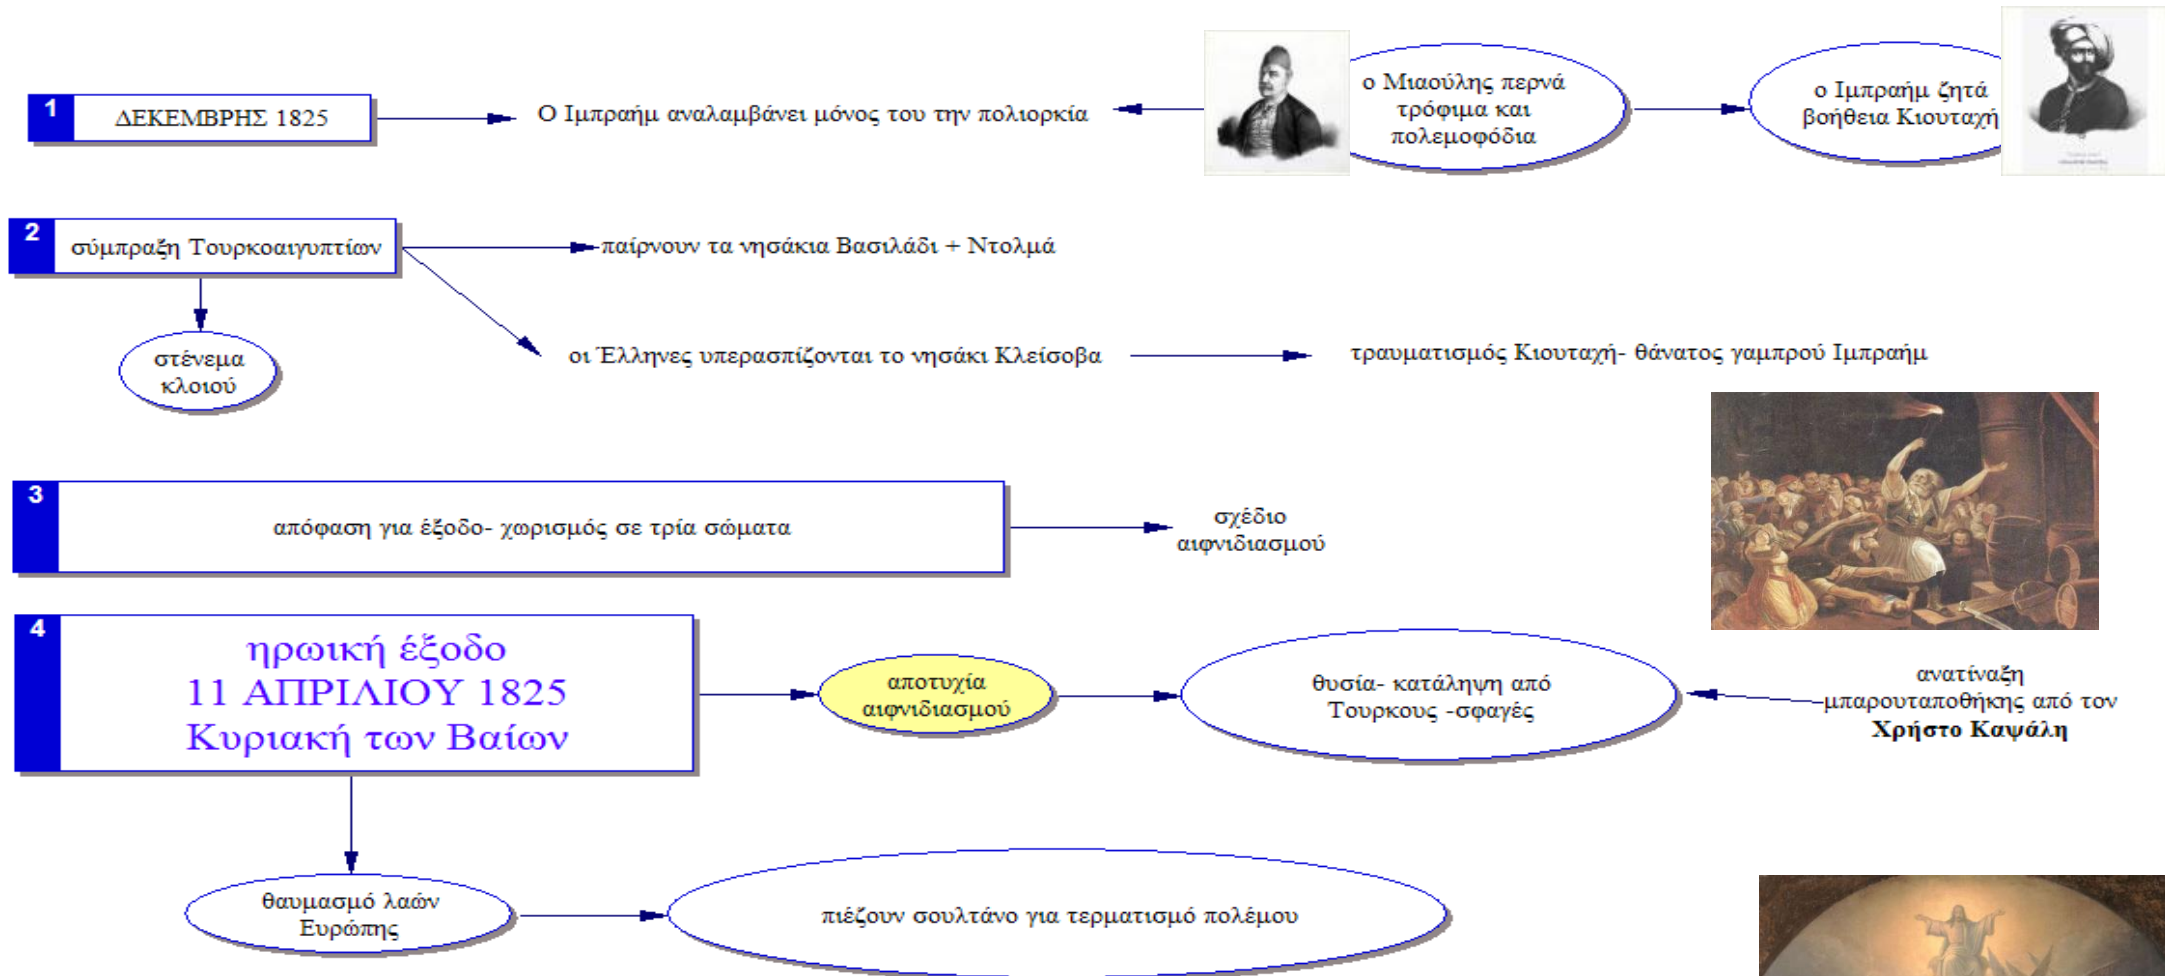 1
ΔΕΚΕΜΒΡΗΣ 1825
Ο Ιμπραήμ αναλαμβάνει μόνος του την πολιορκία
ο Μιαούλης περνά
τρόφιμα και
πολεμοφόδια
ο Ιμπραήμ ζητά
βοήθεια Κιουταχή
2
σύμπραξη Τουρκοαιγυπτίων
παίρνουν τα νησάκια Βασιλάδι + Ντολμά
στένεμα
κλοιού
οι Έλληνες υπερασπίζονται το νησάκι Κλείσοβα
τραυματισμός Κιουταχή- θάνατος γαμπρού Ιμπραήμ
3
απόφαση για έξοδο- χωρισμός σε τρία σώματα
σχέδιο
αιφνιδιασμού
4
ηρωική έξοδο
11 ΑΠΡΙΛΙΟΥ 1825
Κυριακή των Βαίων
αποτυχία
αιφνιδιασμού
θυσία- κατάληψη από
Τουρκους -σφαγές
ανατίναξη
μπαρουταποθήκης από τον
Χρήστο Καψάλη
θαυμασμό λαών
Ευρώπης
πιέζουν σουλτάνο για τερματισμό πολέμου